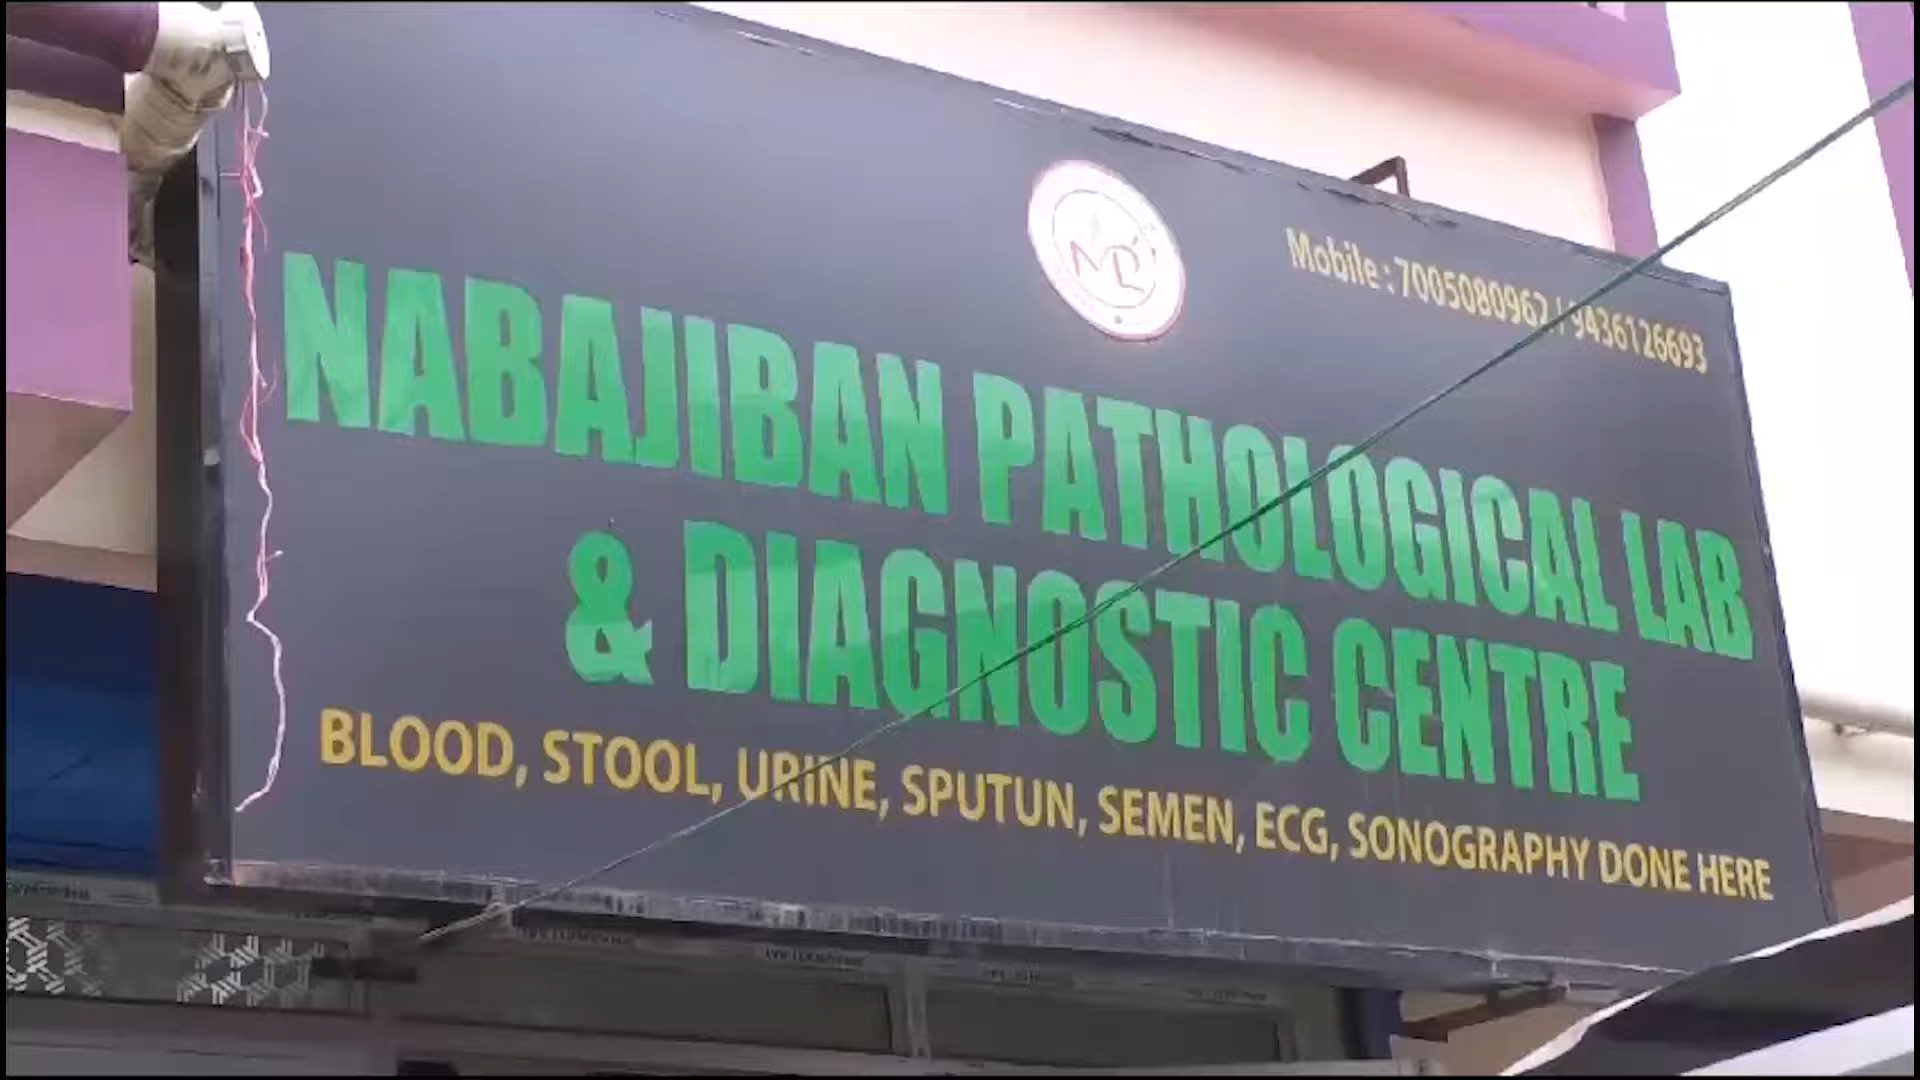 Mobile : 7005080962 / 9436126693
NABAJIBAN PATHOLOGICAL LAB
& DIAGNOSTIC CENTRE
BLOOD, STOOL, URINE, SPUTUN, SEMEN, ECG, SONOGRAPHY DONE HERE